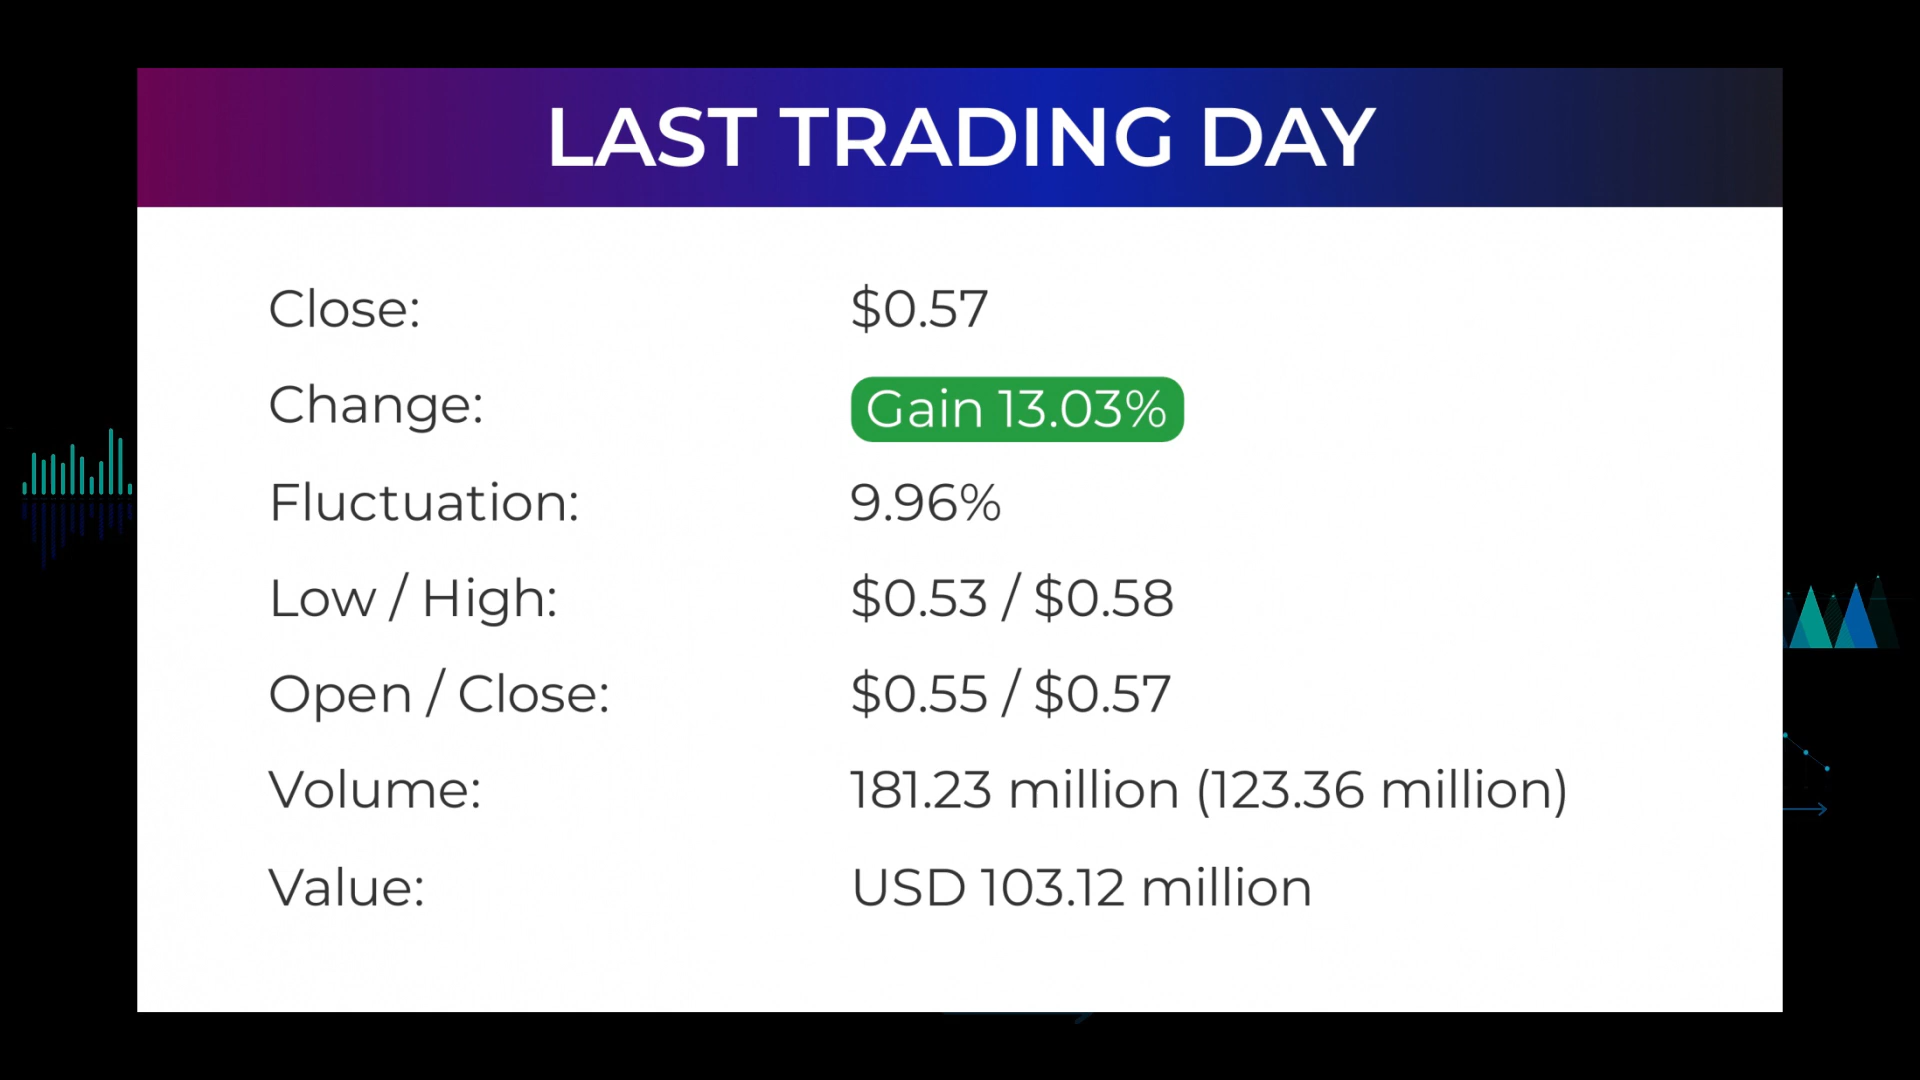 LAST TRADING DAY
Close: $0.57
Change: Gain 13.03%
Fluctuation: 9.96%
Low / High: $0.53 / $0.58
Open / Close: $0.55 / $0.57
Volume: 181.23 million (123.36 million)
Value: USD 103.12 million